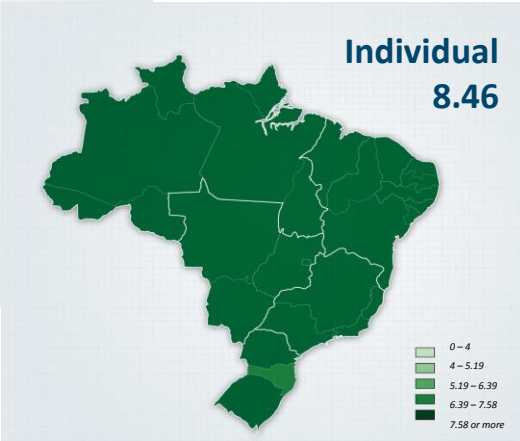 Individual
8.46
0 – 4
4 – 5.19
5.19 – 6.39
6.39 – 7.58
7.58 or more